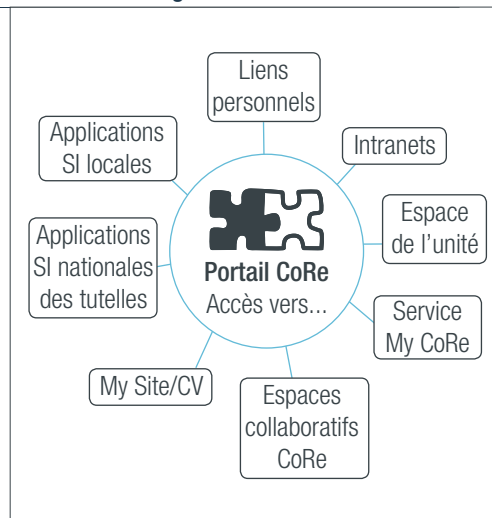 Liens
personnels
Applications
SI locales
Intranets
Espace
de l'unité
Applications
SI nationales
des tutelles
Portail CoRe
Accès vers...
Service
My CoRe
My Site/CV
Espaces
collaboratifs
CoRe